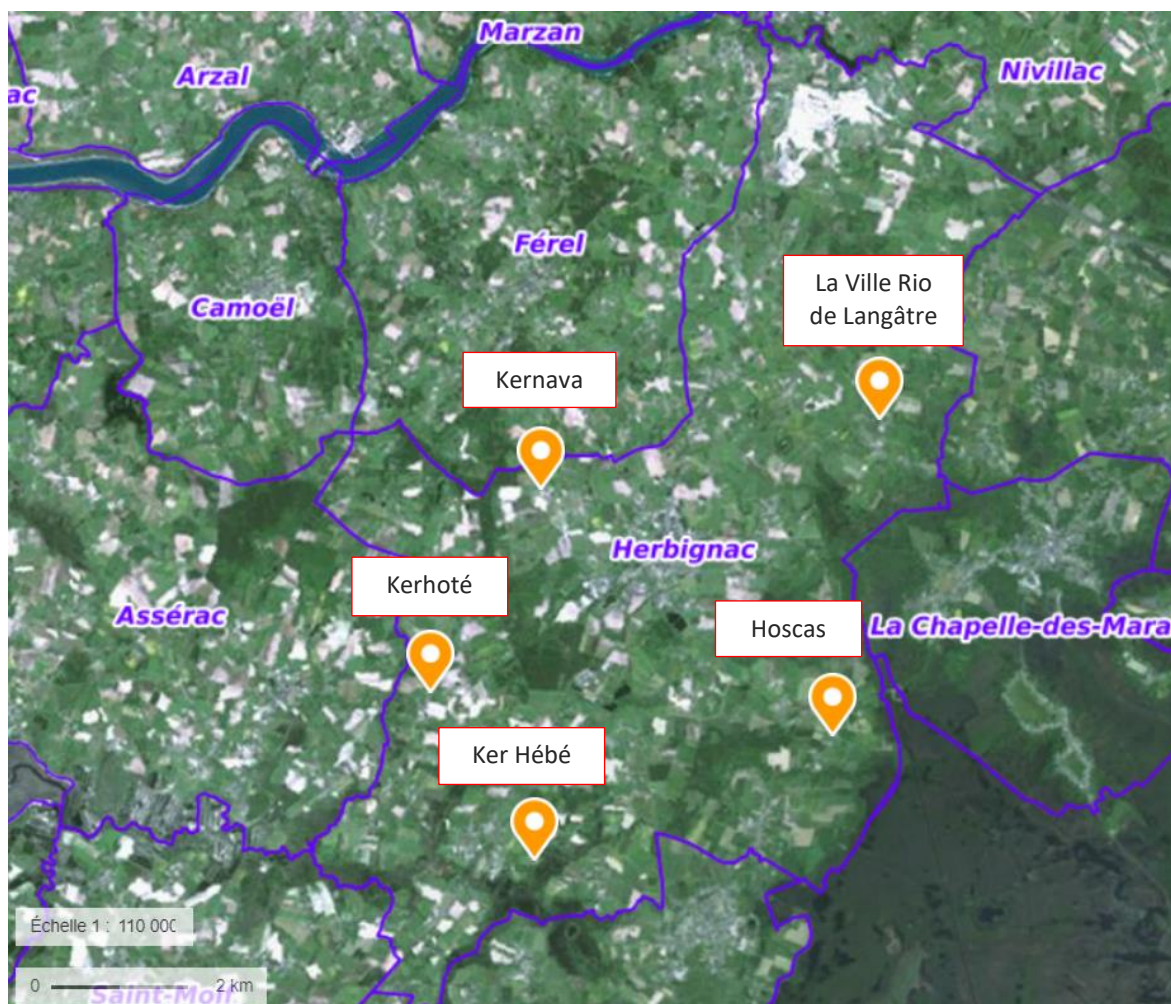 Marzan
Arzal
Nivillac
ac
Férel
La Ville Rio
de Langâtre
Camoël
Kernava
Herbignac
Kerhoté
Assérac
Hoscas
La Chapelle-des-Mara
Ker Hébé
Échelle 1 : 110 000
0 2 km
Saint-Molf